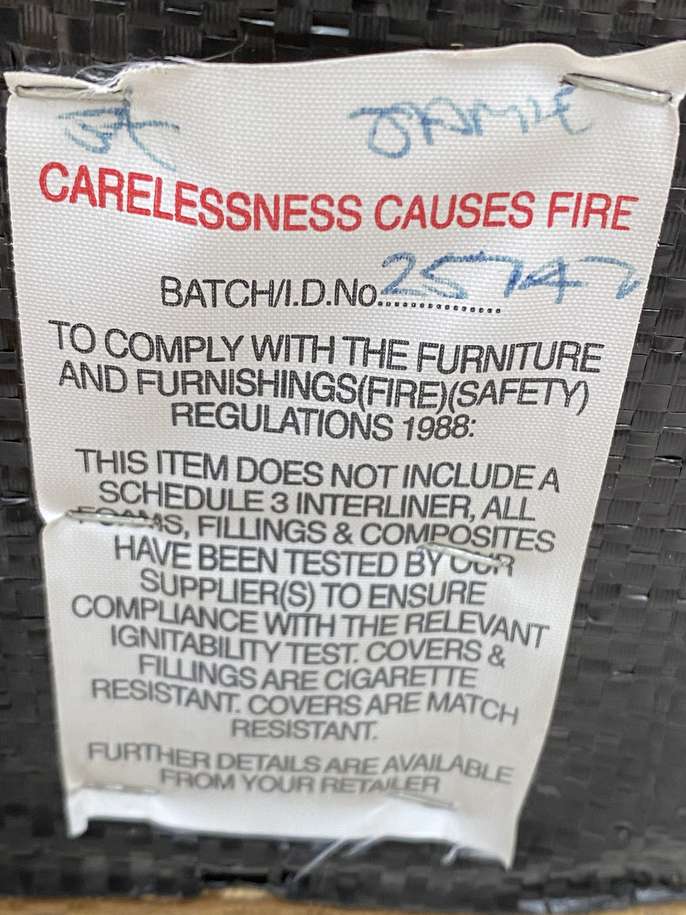 CARELESSNESS CAUSES FIRE
BATCH/I.D.No. 25747
TO COMPLY WITH THE FURNITURE
AND FURNISHINGS(FIRE)(SAFETY)
REGULATIONS 1988:
THIS ITEM DOES NOT INCLUDE A
SCHEDULE 3 INTERLINER, ALL
FOAMS, FILLINGS & COMPOSITES
HAVE BEEN TESTED BY OUR
SUPPLIER(S) TO ENSURE
COMPLIANCE WITH THE RELEVANT
IGNITABILITY TEST. COVERS &
FILLINGS ARE CIGARETTE
RESISTANT. COVERS ARE MATCH
RESISTANT.
FURTHER DETAILS ARE AVAILABLE
FROM YOUR RETAILER